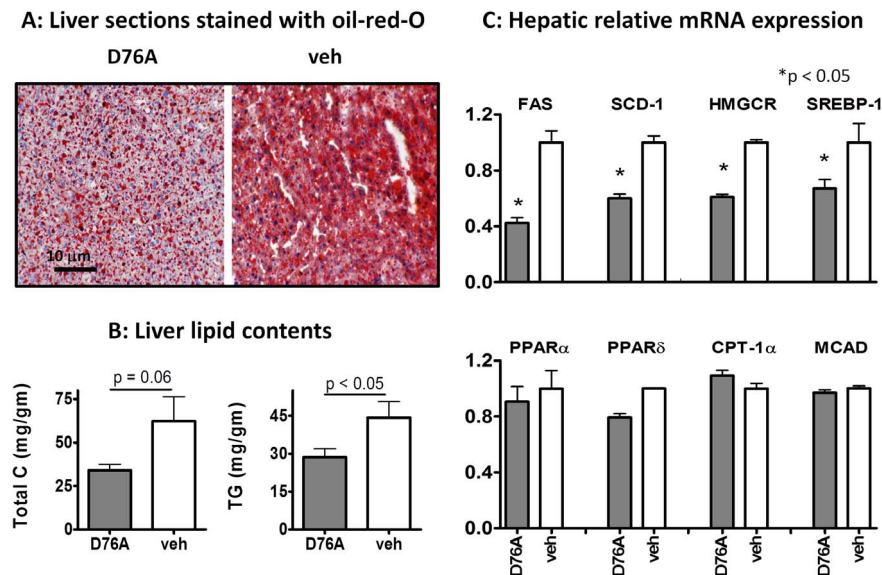 A: Liver sections stained with oil-red-O
D76A veh
10 μm
B: Liver lipid contents
p = 0.06
Total C (mg/gm)
75
50
25
0
D76A veh
p < 0.05
TG (mg/gm)
45
30
15
0
D76A veh
C: Hepatic relative mRNA expression
*p < 0.05
FAS SCD-1 HMGCR SREBP-1
1.2
0.8
0.4
0.0
* * * *
PPARα PPARδ CPT-1α MCAD
1.2
0.8
0.4
0.0
D76A veh D76A veh D76A veh D76A veh